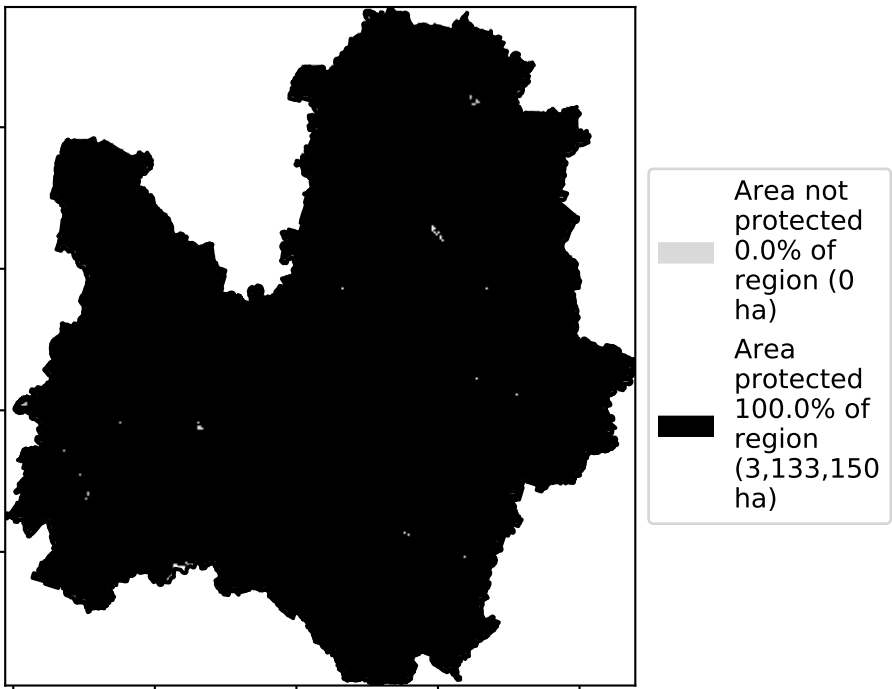 Area not
protected
0.0% of
region (0
ha)
Area
protected
100.0% of
region
(3,133,150
ha)